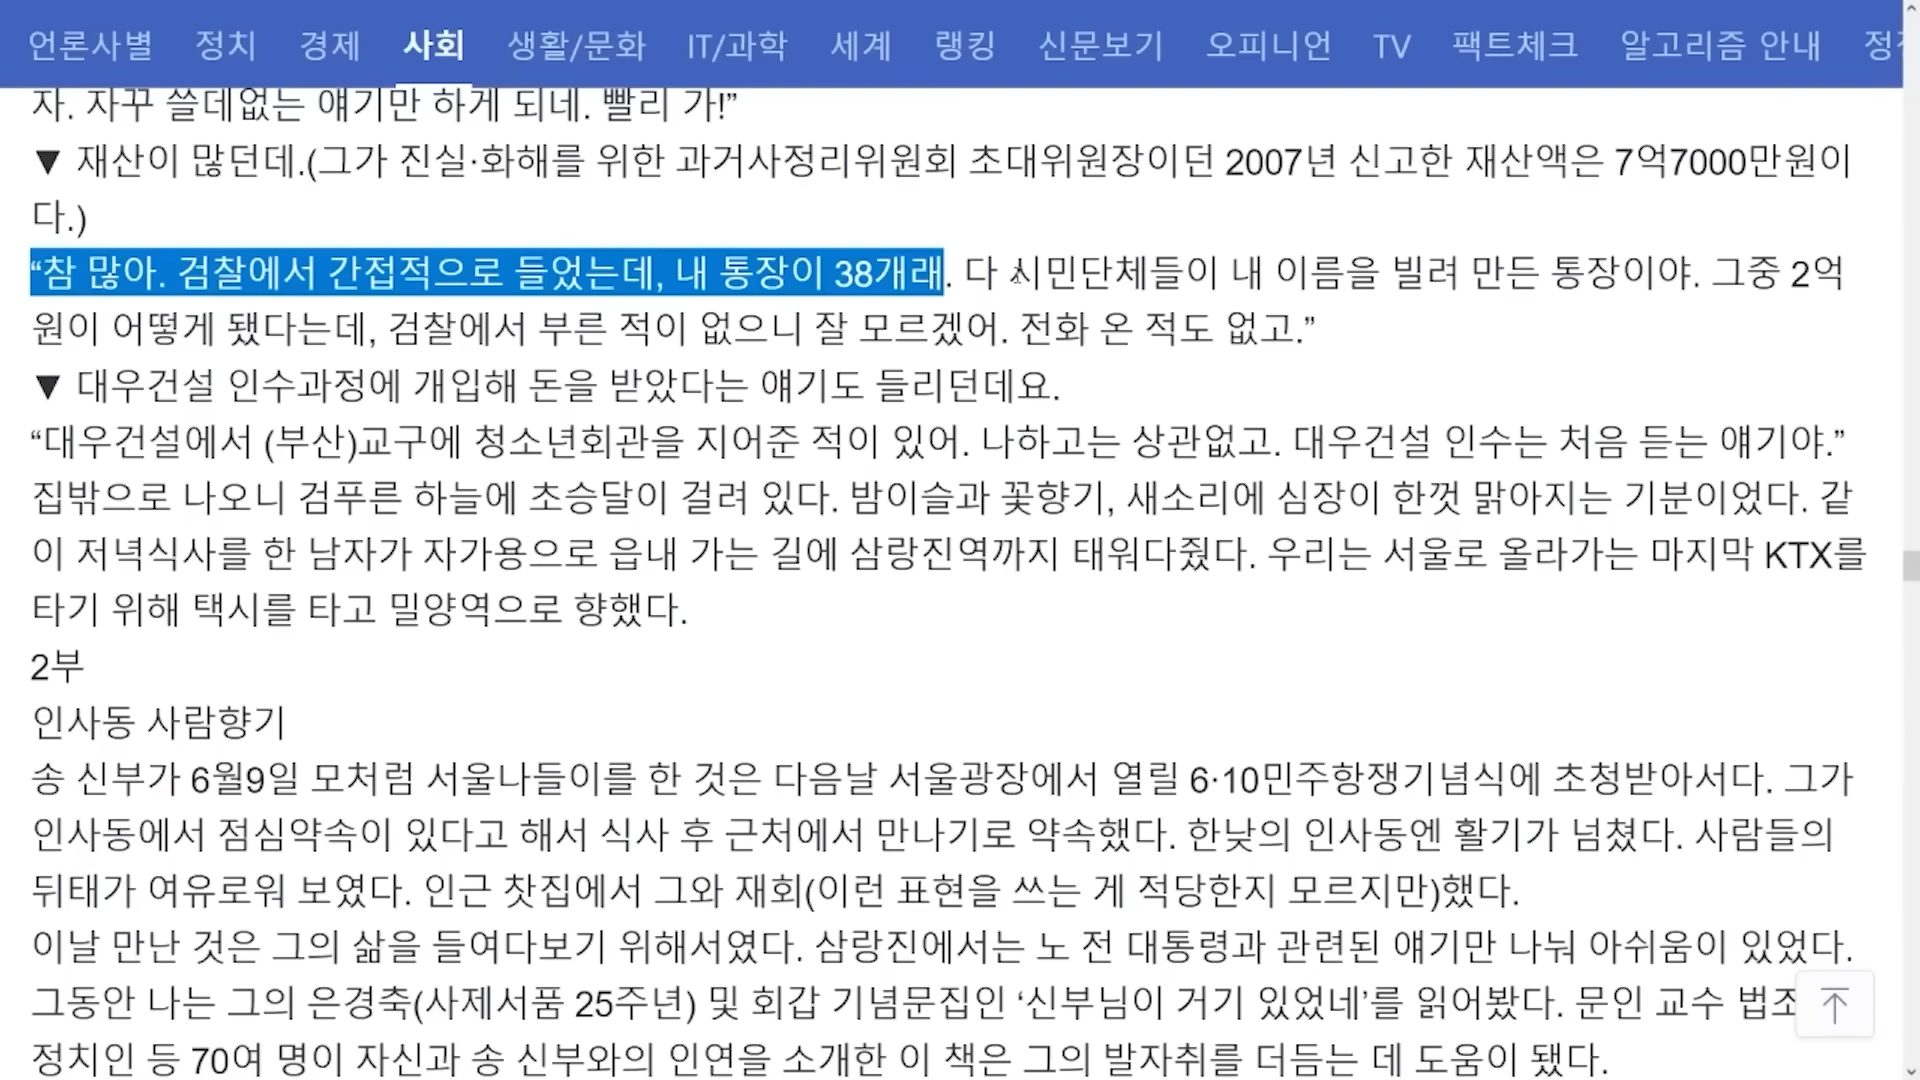 언론사별 정치 경제 사회 생활/문화 IT/과학 세계 랭킹 신문보기 오피니언 TV 팩트체크 알고리즘 안내
자. 자꾸 쓸데없는 얘기만 하게 되네. 빨리 가!”
▼ 재산이 많던데.(그가 진실·화해를 위한 과거사정리위원회 초대위원장이던 2007년 신고한 재산액은 7억7000만원이
다.)
“참 많아. 검찰에서 간접적으로 들었는데, 내 통장이 38개래. 다 시민단체들이 내 이름을 빌려 만든 통장이야. 그중 2억
원이 어떻게 됐다는데, 검찰에서 부른 적이 없으니 잘 모르겠어. 전화 온 적도 없고.”
▼ 대우건설 인수과정에 개입해 돈을 받았다는 얘기도 들리던데요.
“대우건설에서 (부산)교구에 청소년회관을 지어준 적이 있어. 나하고는 상관없고. 대우건설 인수는 처음 듣는 얘기야.”
집밖으로 나오니 검푸른 하늘에 초승달이 걸려 있다. 밤이슬과 꽃향기, 새소리에 심장이 한껏 맑아지는 기분이었다. 같
이 저녁식사를 한 남자가 자가용으로 읍내 가는 길에 삼랑진역까지 태워다줬다. 우리는 서울로 올라가는 마지막 KTX를
타기 위해 택시를 타고 밀양역으로 향했다.
2부
인사동 사람향기
송 신부가 6월9일 모처럼 서울나들이를 한 것은 다음날 서울광장에서 열릴 6·10민주항쟁기념식에 초청받아서다. 그가
인사동에서 점심약속이 있다고 해서 식사 후 근처에서 만나기로 약속했다. 한낮의 인사동엔 활기가 넘쳤다. 사람들의
뒤태가 여유로워 보였다. 인근 찻집에서 그와 재회(이런 표현을 쓰는 게 적당한지 모르지만)했다.
이날 만난 것은 그의 삶을 들여다보기 위해서였다. 삼랑진에서는 노 전 대통령과 관련된 얘기만 나눠 아쉬움이 있었다.
그동안 나는 그의 은경축(사제서품 25주년) 및 회갑 기념문집인 ‘신부님이 거기 있었네’를 읽어봤다. 문인 교수 법조
정치인 등 70여 명이 자신과 송 신부와의 인연을 소개한 이 책은 그의 발자취를 더듬는 데 도움이 됐다.